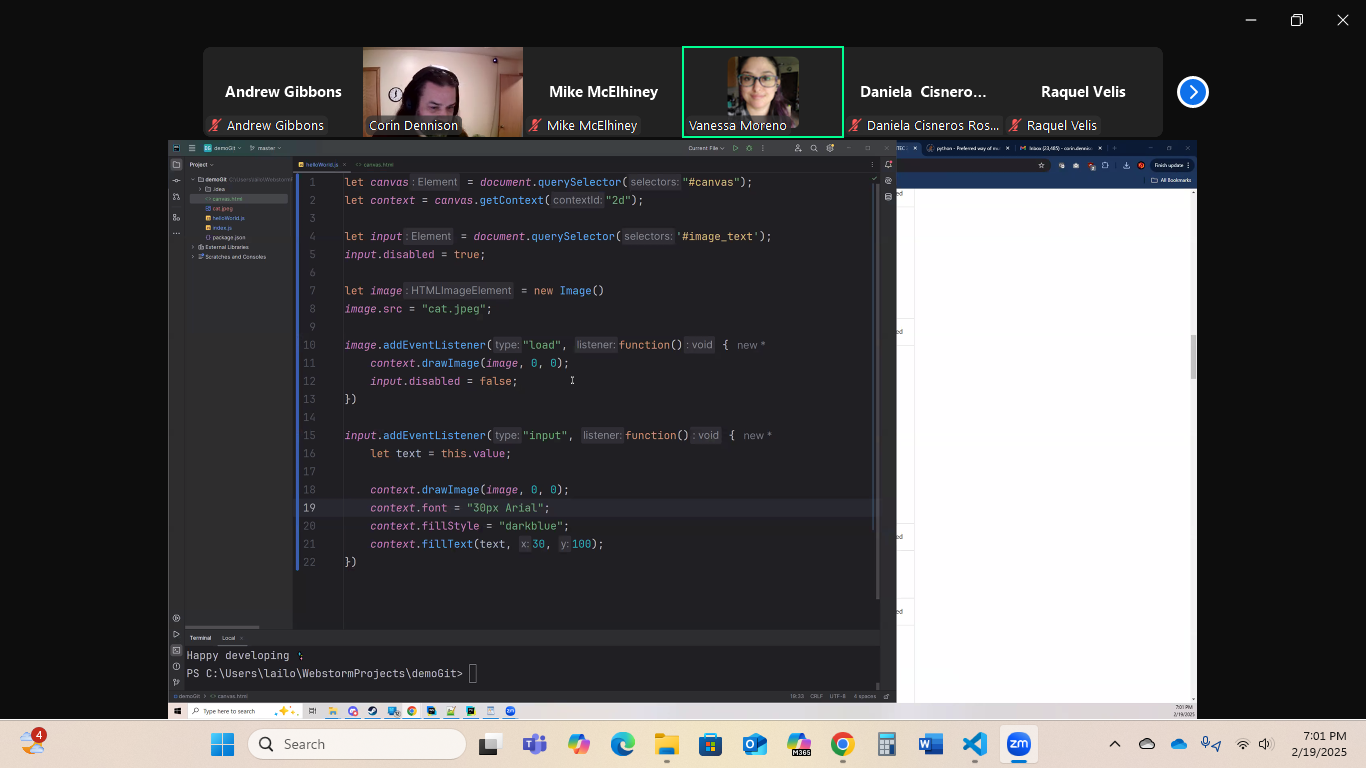 Andrew Gibbons
Mike McElhiney
Daniela Cisnero...
Raquel Velis
Andrew Gibbons
Corin Dennison
Mike McElhiney
Vanessa Moreno
Daniela Cisneros Ros...
Raquel Velis
demoGit
master
Current File
python - Preferred way of m
Finish update
All Bookmarks
Project
helloWorld.js
canvas.html
demoGit
.idea
canvas.html
cat.jpeg
helloWorld.js
index.js
package.json
External Libraries
Scratches and Consoles
1 let canvas : Element = document.querySelector( selectors: "#canvas");
2 let context = canvas.getContext( contextId: "2d");
3
4 let input : Element = document.querySelector( selectors: '#image_text');
5 input.disabled = true;
6
7 let image : HTMLImageElement = new Image()
8 image.src = "cat.jpeg";
9
10 image.addEventListener( type: "load", listener: function() : void { new *
11 context.drawImage(image, 0, 0);
12 input.disabled = false;
13 })
14
15 input.addEventListener( type: "input", listener: function() : void { new *
16 let text = this.value;
17
18 context.drawImage(image, 0, 0);
19 context.font = "30px Arial";
20 context.fillStyle = "darkblue";
21 context.fillText(text, x: 30, y: 100);
22 })
Terminal Local
Happy developing
PS C:\Users\lailo\WebstormProjects\demoGit>
demoGit > canvas.html
19:33 CRLF UTF-8 4 spaces
Type here to search
7:01 PM
2/19/2025
4
Search
M365
zm
7:01 PM
2/19/2025